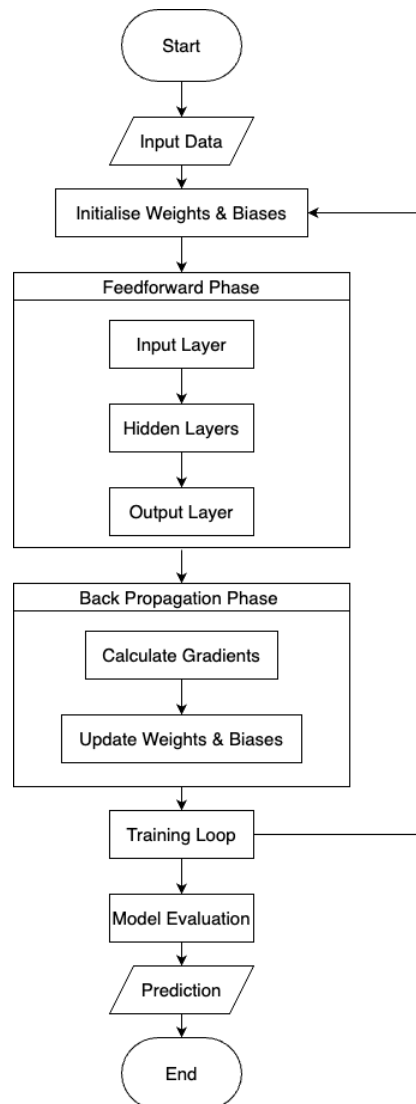 Start
Input Data
Initialise Weights & Biases
Feedforward Phase
Input Layer
Hidden Layers
Output Layer
Back Propagation Phase
Calculate Gradients
Update Weights & Biases
Training Loop
Model Evaluation
Prediction
End